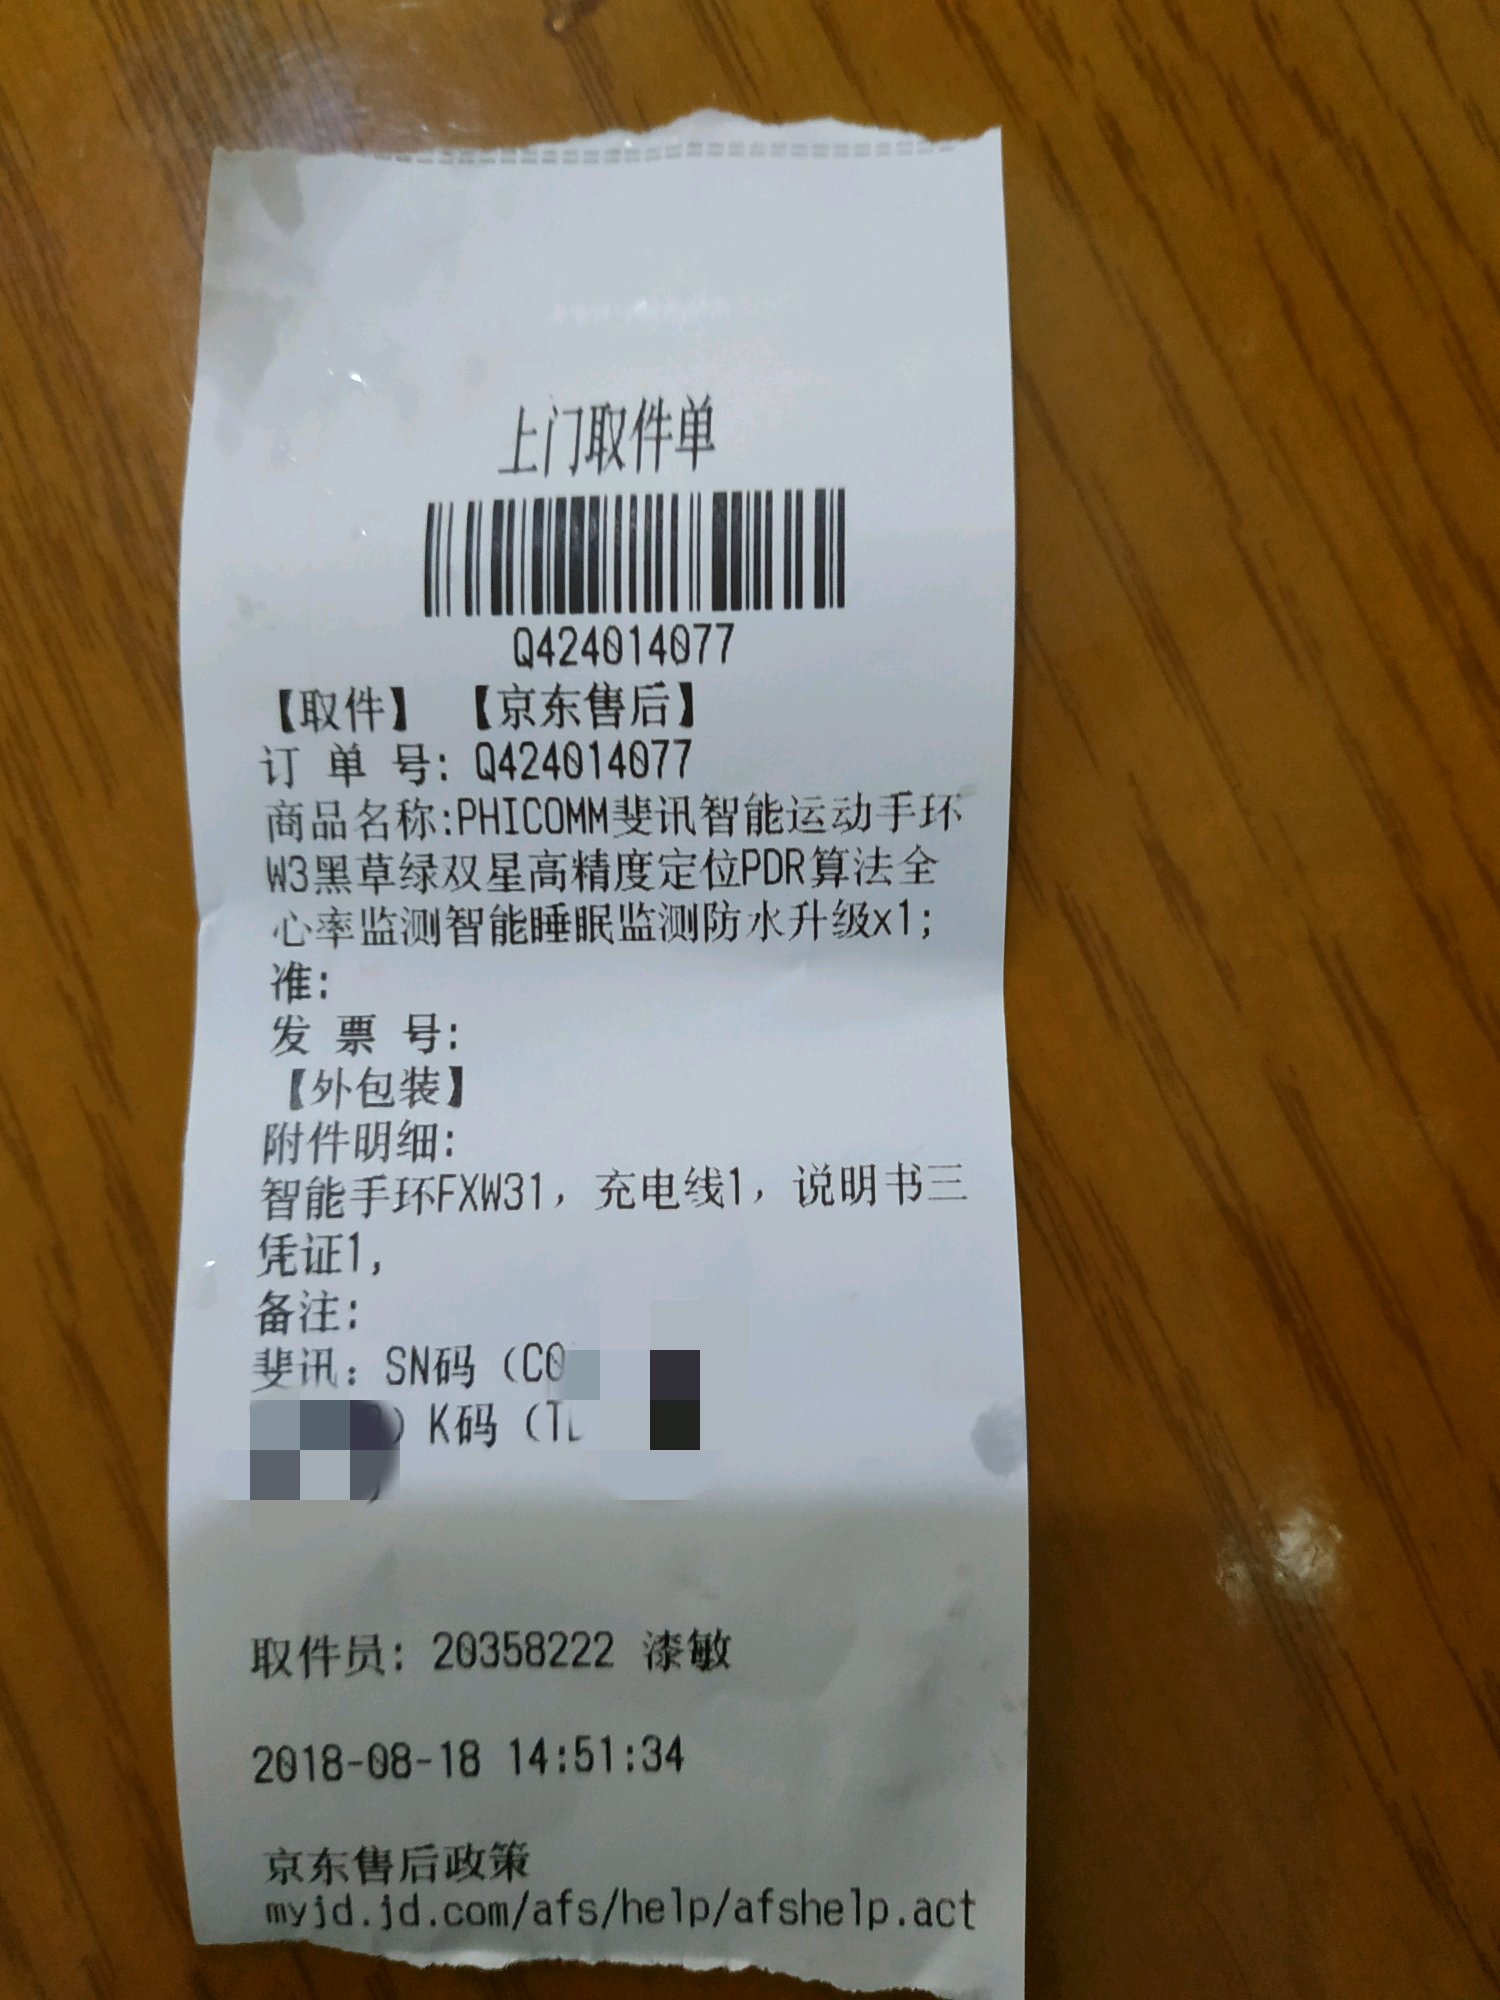 上门取件单
Q424014077
【取件】 【京东售后】
订 单 号: Q424014077
商品名称:PHICOMM斐讯智能运动手环
W3黑草绿双星高精度定位PDR算法全
心率监测智能睡眠监测防水升级x1;
准:
发 票 号:
【外包装】
附件明细:
智能手环FXW31, 充电线1, 说明书三
凭证1,
备注:
斐讯: SN码 (C0
) K码 (TL
)
取件员: 20358222 漆敏
2018-08-18 14:51:34
京东售后政策
myjd.jd.com/afs/help/afshelp.act